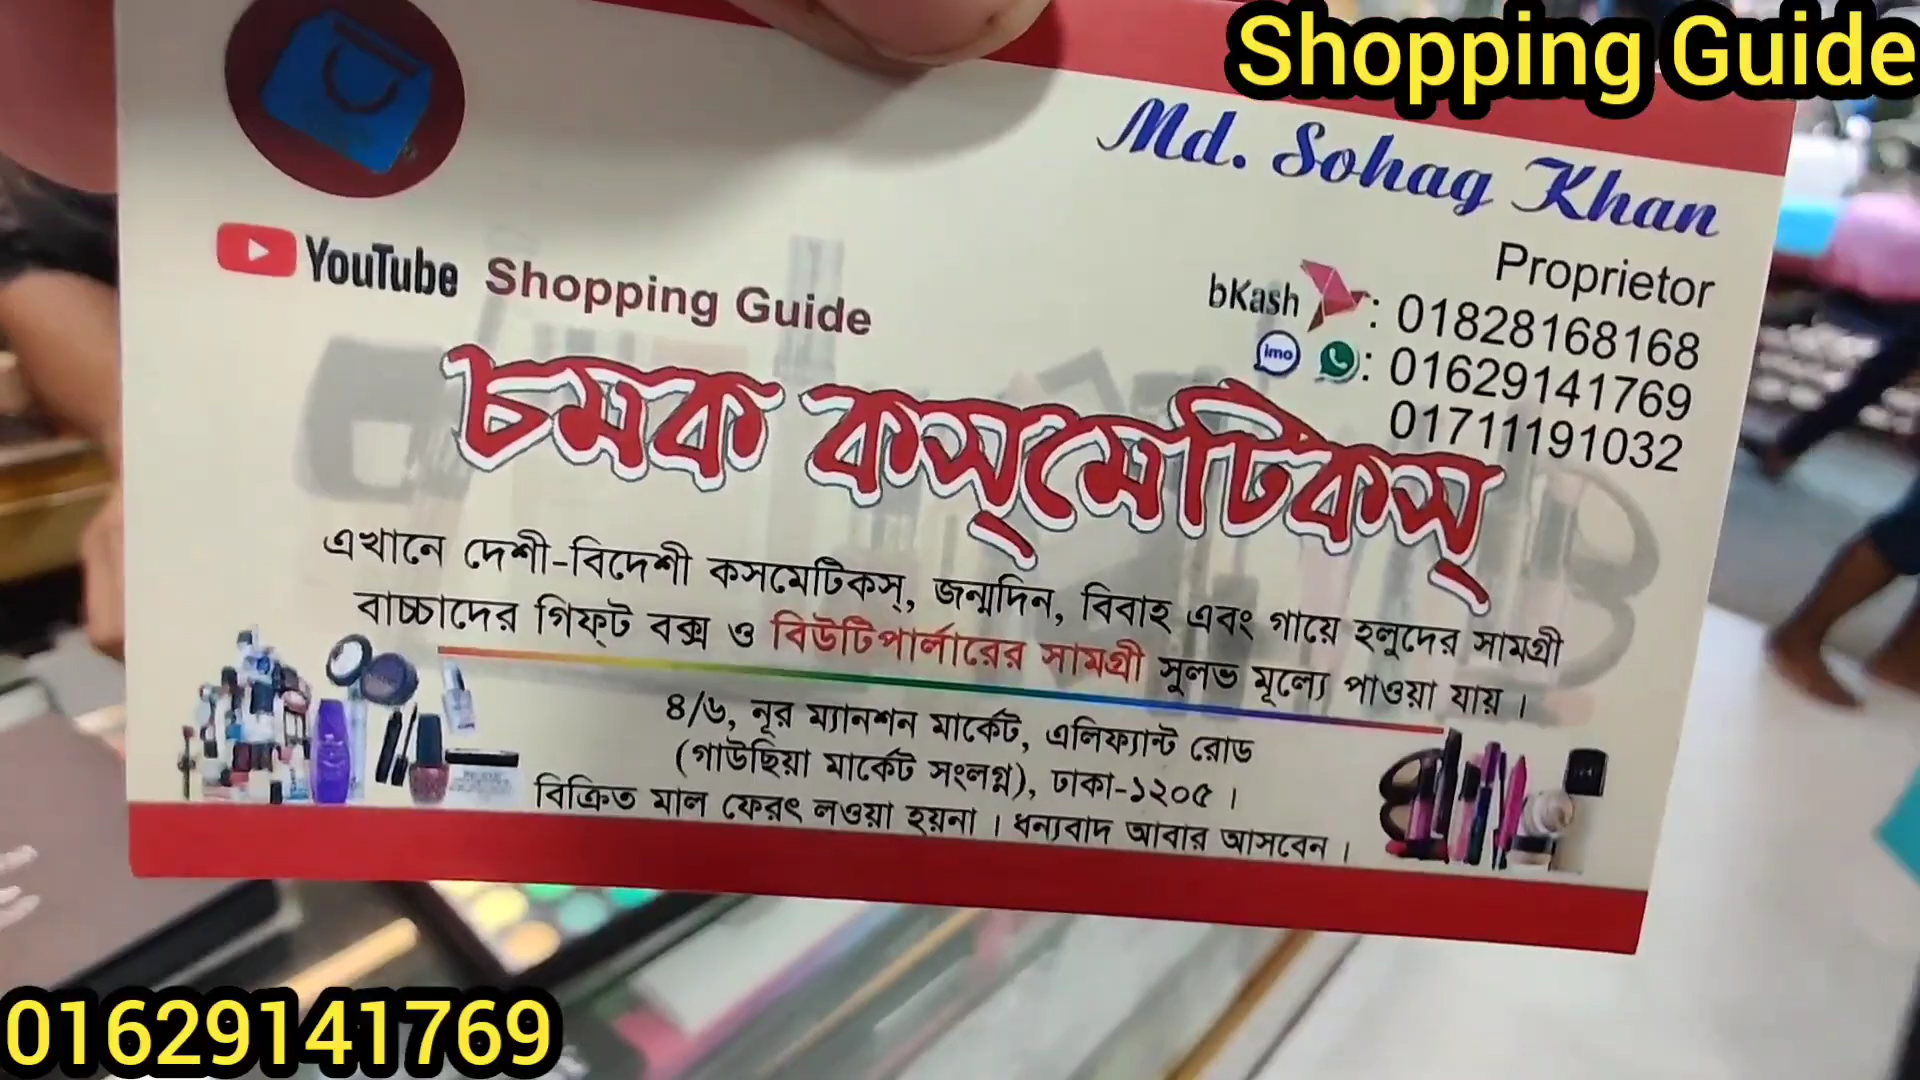 Shopping Guide
Md. Sohag Khan
Proprietor
YouTube Shopping Guide
bKash : 01828168168
imo : 01629141769
01711191032
চমক কস্‌মেটিকস্
এখানে দেশী-বিদেশী কসমেটিকস্, জন্মদিন, বিবাহ এবং গায়ে হলুদের সামগ্রী
বাচ্চাদের গিফ্‌ট বক্স ও বিউটিপার্লারের সামগ্রী সুলভ মূল্যে পাওয়া যায়।
৪/৬, নূর ম্যানশন মার্কেট, এলিফ্যান্ট রোড
(গাউছিয়া মার্কেট সংলগ্ন), ঢাকা-১২০৫।
বিক্রিত মাল ফেরৎ লওয়া হয়না। ধন্যবাদ আবার আসবেন।
01629141769